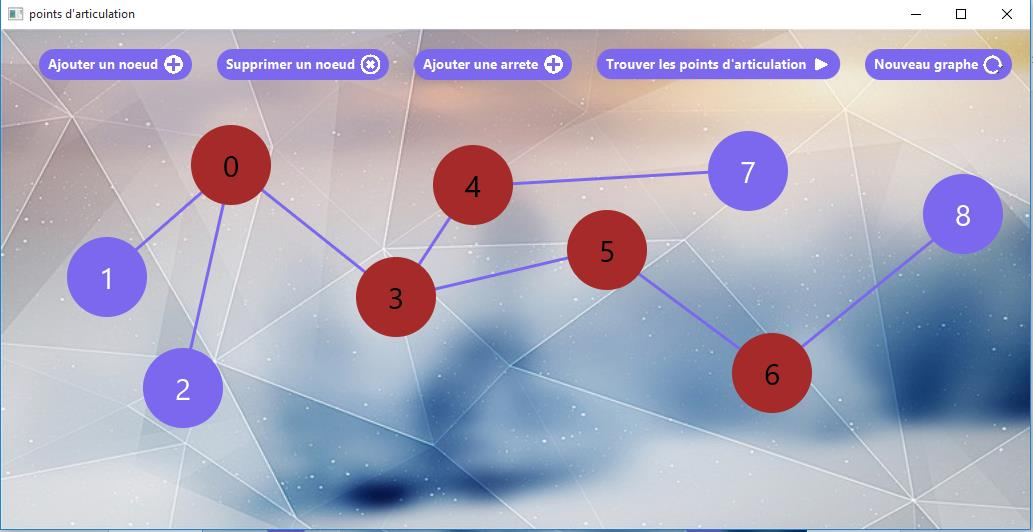 points d'articulation
Ajouter un noeud
Supprimer un noeud
Ajouter une arrete
Trouver les points d'articulation
Nouveau graphe
0
4
7
8
5
1
3
6
2